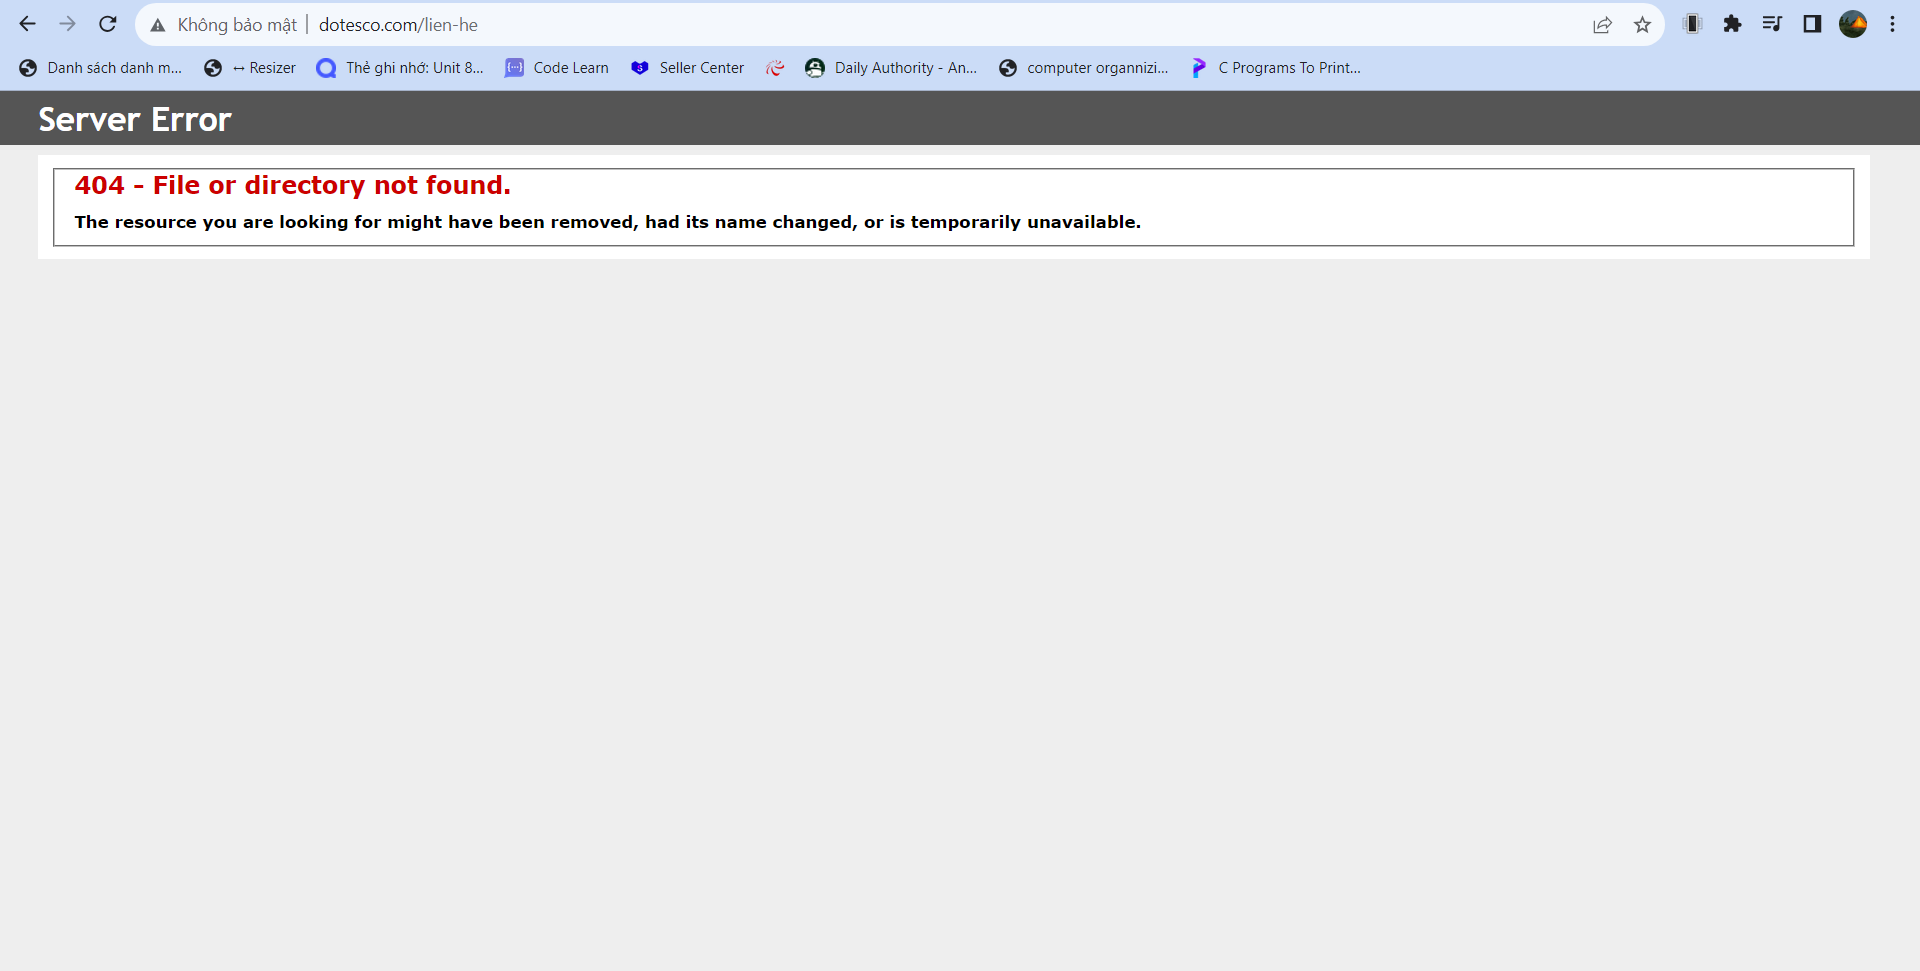 Không bảo mật | dotesco.com/lien-he
Danh sách danh m... ↔ Resizer Thẻ ghi nhớ: Unit 8... Code Learn Seller Center Daily Authority - An... computer organnizi... C Programs To Print...
Server Error
404 - File or directory not found.
The resource you are looking for might have been removed, had its name changed, or is temporarily unavailable.